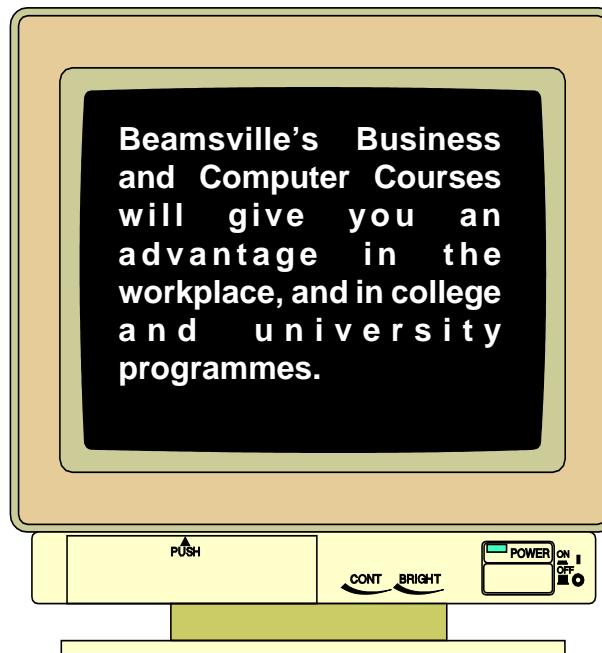 Beamsville's Business
and Computer Courses
will give you an
advantage in the
workplace, and in college
and university
programmes.
PUSH
CONT BRIGHT
POWER
ON
OFF